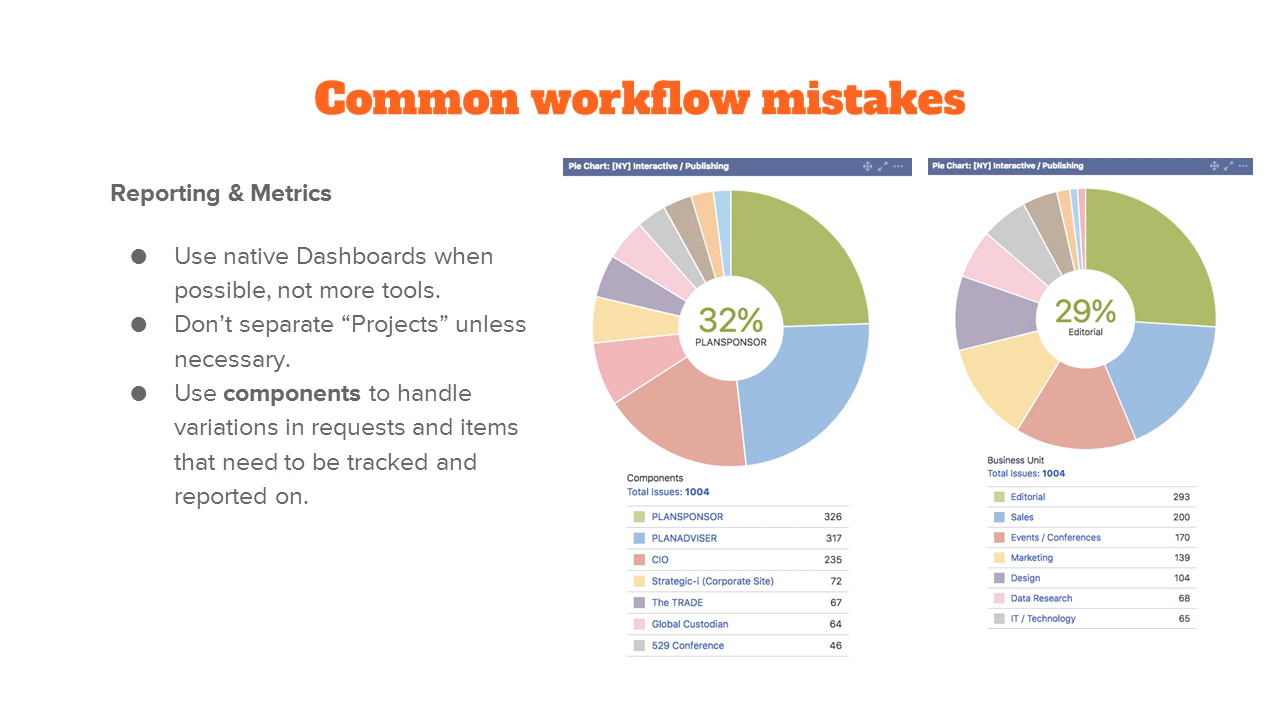 Common workflow mistakes
Reporting & Metrics
● Use native Dashboards when
possible, not more tools.
● Don’t separate “Projects” unless
necessary.
● Use components to handle
variations in requests and items
that need to be tracked and
reported on.
Pie Chart: [NY] Interactive / Publishing
32%
PLANSPONSOR
Components
Total Issues: 1004
PLANSPONSOR 326
PLANADVISER 317
CIO 235
Strategic-i (Corporate Site) 72
The TRADE 67
Global Custodian 64
529 Conference 46
Pie Chart: [NY] Interactive / Publishing
29%
Editorial
Business Unit
Total Issues: 1004
Editorial 293
Sales 200
Events / Conferences 170
Marketing 139
Design 104
Data Research 68
IT / Technology 65